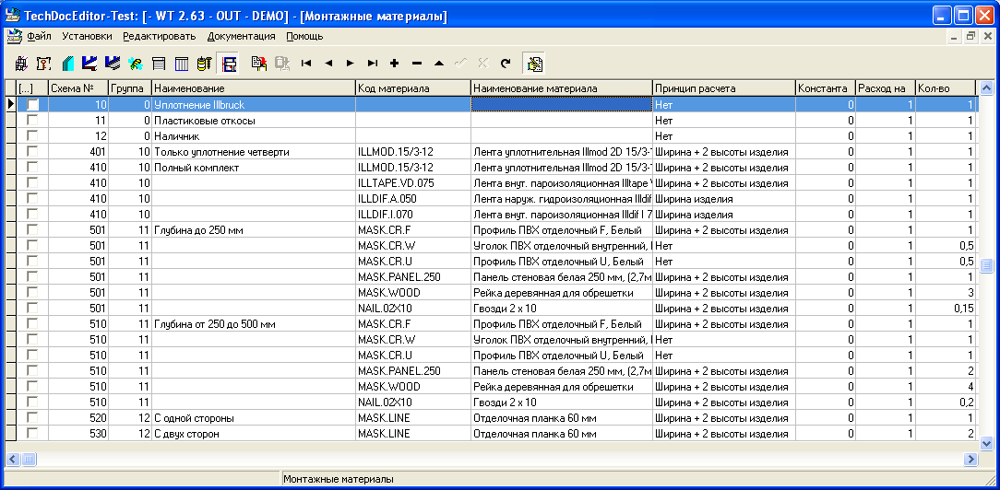 TechDocEditor-Test: [- WT 2.63 - OUT - DEMO] - [Монтажные материалы]
Файл Установки Редактировать Документация Помощь
[...] Схема № Группа Наименование Код материала Наименование материала Принцип расчета Константа Расход на Кол-во
10 0 Уплотнение Illbruck Нет 0 1 1
11 0 Пластиковые откосы Нет 0 1 1
12 0 Наличник Нет 0 1 1
401 10 Только уплотнение четверти ILLMOD.15/3-12 Лента уплотнительная Illmod 2D 15/3- Ширина + 2 высоты изделия 0 1 1
410 10 Полный комплект ILLMOD.15/3-12 Лента уплотнительная Illmod 2D 15/3- Ширина + 2 высоты изделия 0 1 1
410 10 ILLTAPE.VD.075 Лента внут. пароизоляционная Illtape Ширина + 2 высоты изделия 0 1 1
410 10 ILLDIF.A.050 Лента наруж. гидроизоляционная Illdif Ширина изделия 0 1 1
410 10 ILLDIF.I.070 Лента внут. пароизоляционная Illdif I 7 Ширина изделия 0 1 1
501 11 Глубина до 250 мм MASK.CR.F Профиль ПВХ отделочный F, Белый Ширина + 2 высоты изделия 0 1 1
501 11 MASK.CR.W Уголок ПВХ отделочный внутренний, Нет 0 1 0,5
501 11 MASK.CR.U Профиль ПВХ отделочный U, Белый Нет 0 1 0,5
501 11 MASK.PANEL.250 Панель стеновая белая 250 мм, (2,7м Ширина + 2 высоты изделия 0 1 1
501 11 MASK.WOOD Рейка деревянная для обрешетки Ширина + 2 высоты изделия 0 1 3
501 11 NAIL.02X10 Гвозди 2 x 10 Ширина + 2 высоты изделия 0 1 0,15
510 11 Глубина от 250 до 500 мм MASK.CR.F Профиль ПВХ отделочный F, Белый Ширина + 2 высоты изделия 0 1 1
510 11 MASK.CR.W Уголок ПВХ отделочный внутренний, Нет 0 1 1
510 11 MASK.CR.U Профиль ПВХ отделочный U, Белый Нет 0 1 1
510 11 MASK.PANEL.250 Панель стеновая белая 250 мм, (2,7м Ширина + 2 высоты изделия 0 1 2
510 11 MASK.WOOD Рейка деревянная для обрешетки Ширина + 2 высоты изделия 0 1 4
510 11 NAIL.02X10 Гвозди 2 x 10 Ширина + 2 высоты изделия 0 1 0,2
520 12 С одной стороны MASK.LINE Отделочная планка 60 мм Ширина + 2 высоты изделия 0 1 1
530 12 С двух сторон MASK.LINE Отделочная планка 60 мм Ширина + 2 высоты изделия 0 1 2
Монтажные материалы